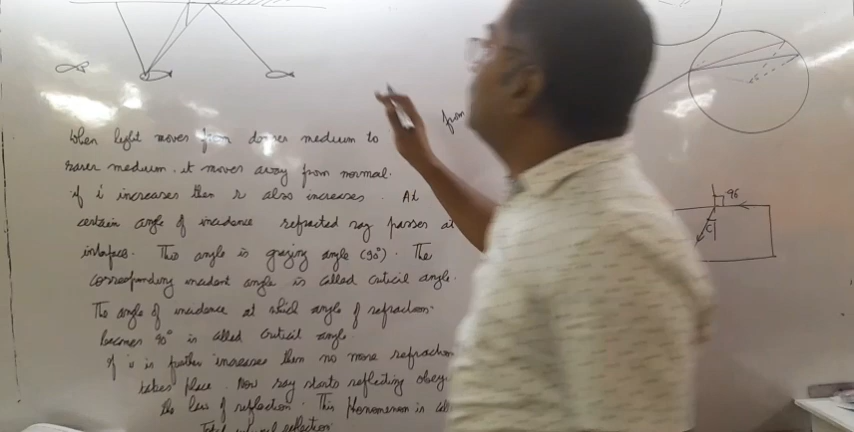 from
When light moves from denser medium to
rarer medium, it moves away from normal.
if i increases then r also increases. At
certain angle of incidence refracted ray passes at
interface. This angle is grazing angle (90°). The
corresponding incident angle is called critical angle.
The angle of incidence at which angle of refraction
becomes 90° is called critical angle.
if i is further increases then no more refraction
takes place. Now ray starts reflecting obey
the law of reflection. This Phenomenon is
Total reflection
90
C